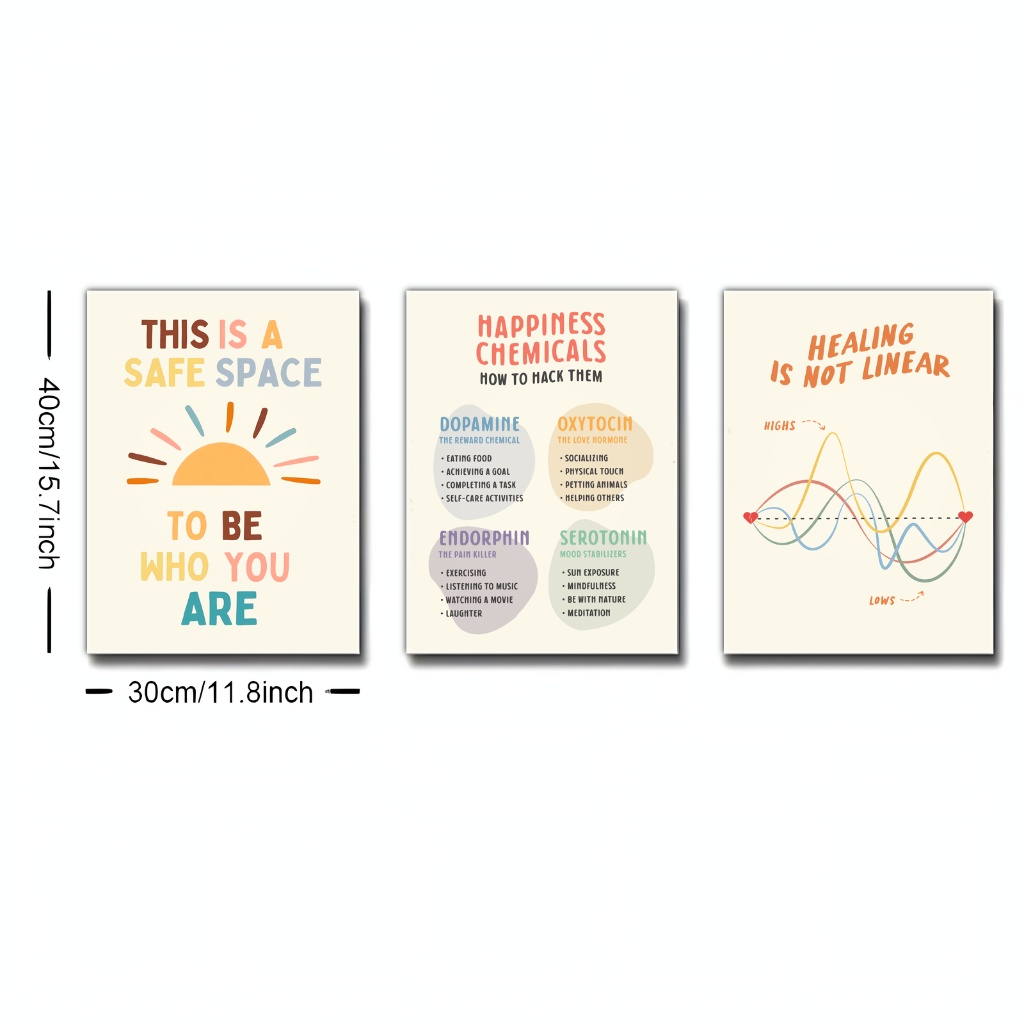 40cm/15.7inch
THIS IS A
SAFE SPACE
TO BE
WHO YOU
ARE
30cm/11.8inch
HAPPINESS
CHEMICALS
HOW TO HACK THEM
DOPAMINE
THE REWARD CHEMICAL
• EATING FOOD
• ACHIEVING A GOAL
• COMPLETING A TASK
• SELF-CARE ACTIVITIES
OXYTOCIN
THE LOVE HORMONE
• SOCIALIZING
• PHYSICAL TOUCH
• PETTING ANIMALS
• HELPING OTHERS
ENDORPHIN
THE PAIN KILLER
• EXERCISING
• LISTENING TO MUSIC
• WATCHING A MOVIE
• LAUGHTER
SEROTONIN
MOOD STABILIZERS
• SUN EXPOSURE
• MINDFULNESS
• BE WITH NATURE
• MEDITATION
HEALING
IS NOT LINEAR
HIGHS
LOWS